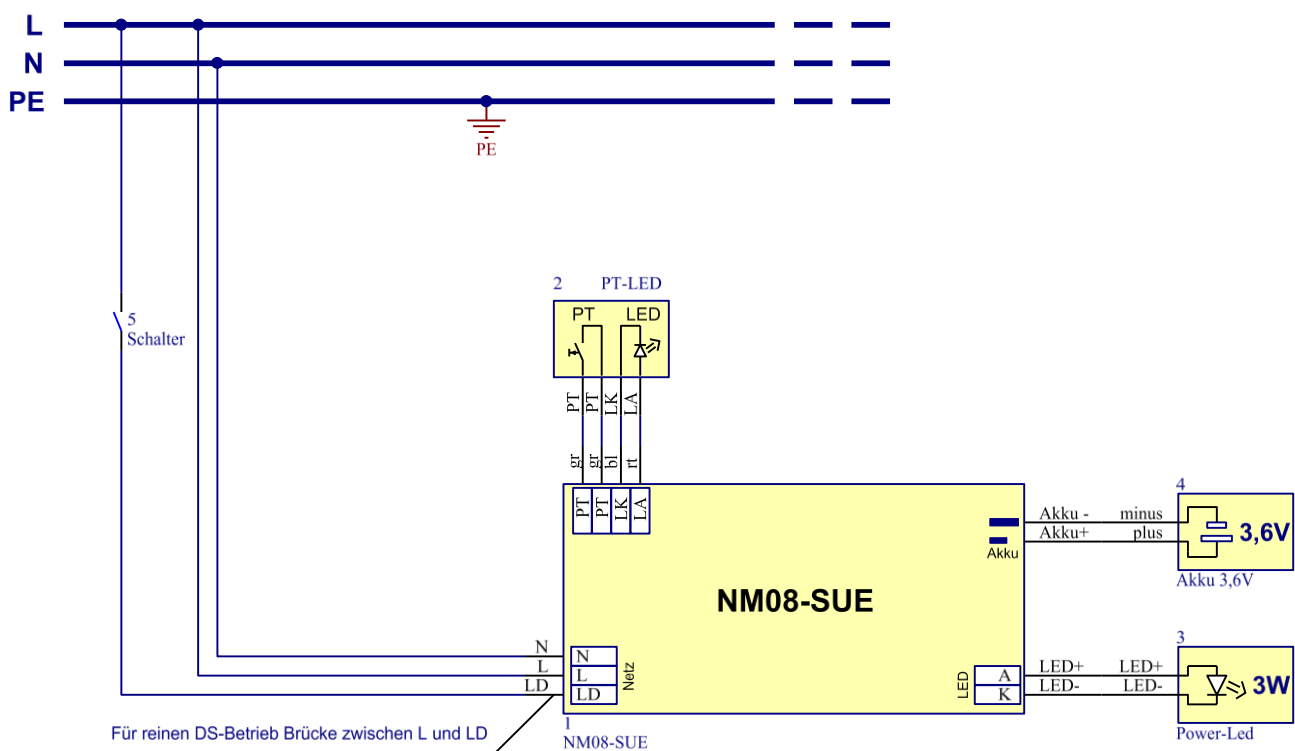 L
N
PE
PE
5
Schalter
2 PT-LED
PT LED
PT PT LK LA
gr gr bl rt
PT PT LK LA
NM08-SUE
Akku
Akku - minus
Akku+ plus
4
3,6V
Akku 3,6V
N
L
LD
N
L
LD
Netz
LED
A
K
LED+ LED+
LED- LED-
3
3W
Power-Led
1
NM08-SUE
Für reinen DS-Betrieb Brücke zwischen L und LD